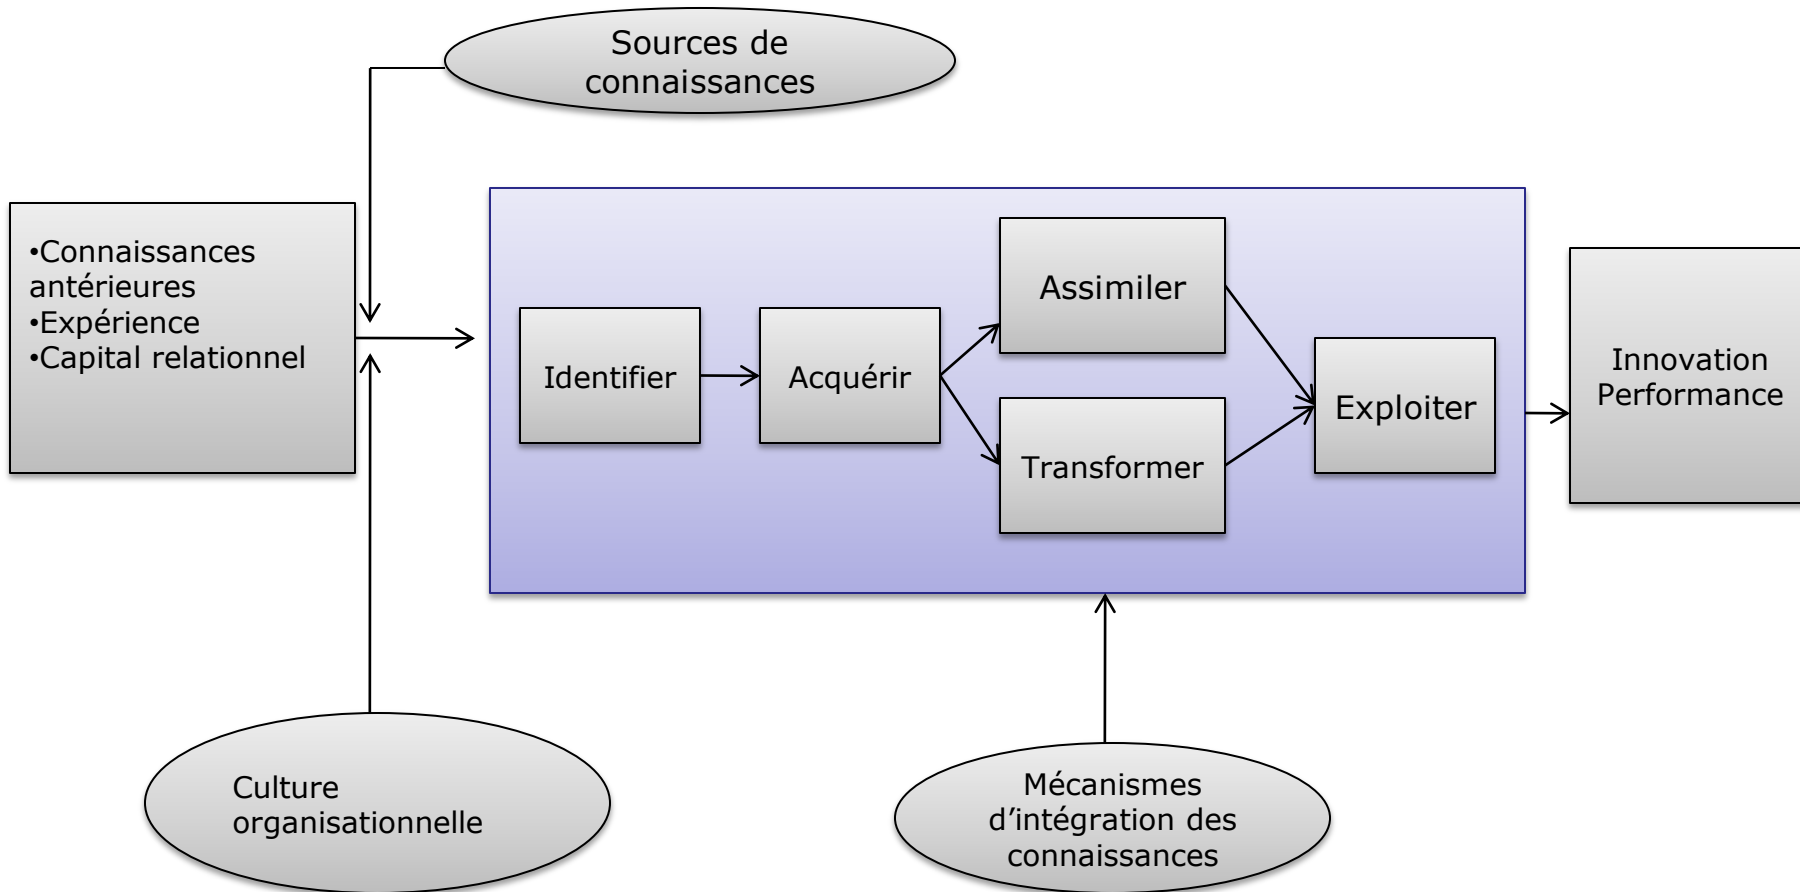 Sources de
connaissances
•Connaissances
antérieures
•Expérience
•Capital relationnel
Identifier
Acquérir
Assimiler
Transformer
Exploiter
Innovation
Performance
Culture
organisationnelle
Mécanismes
d’intégration des
connaissances